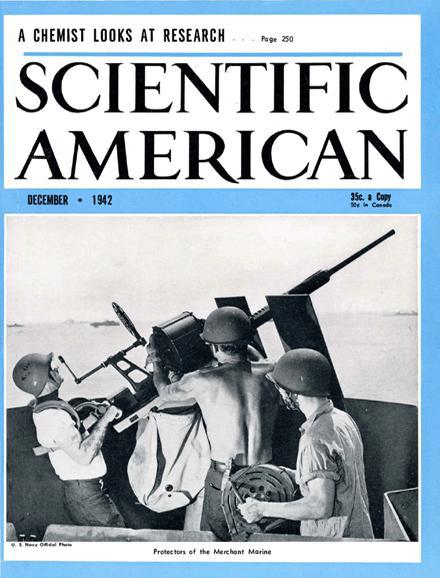 A CHEMIST LOOKS AT RESEARCH . . . Page 250
SCIENTIFIC
AMERICAN
DECEMBER • 1942
35c. a Copy
50¢ in Canada
U. S. Navy Official Photo
Protectors of the Merchant Marine